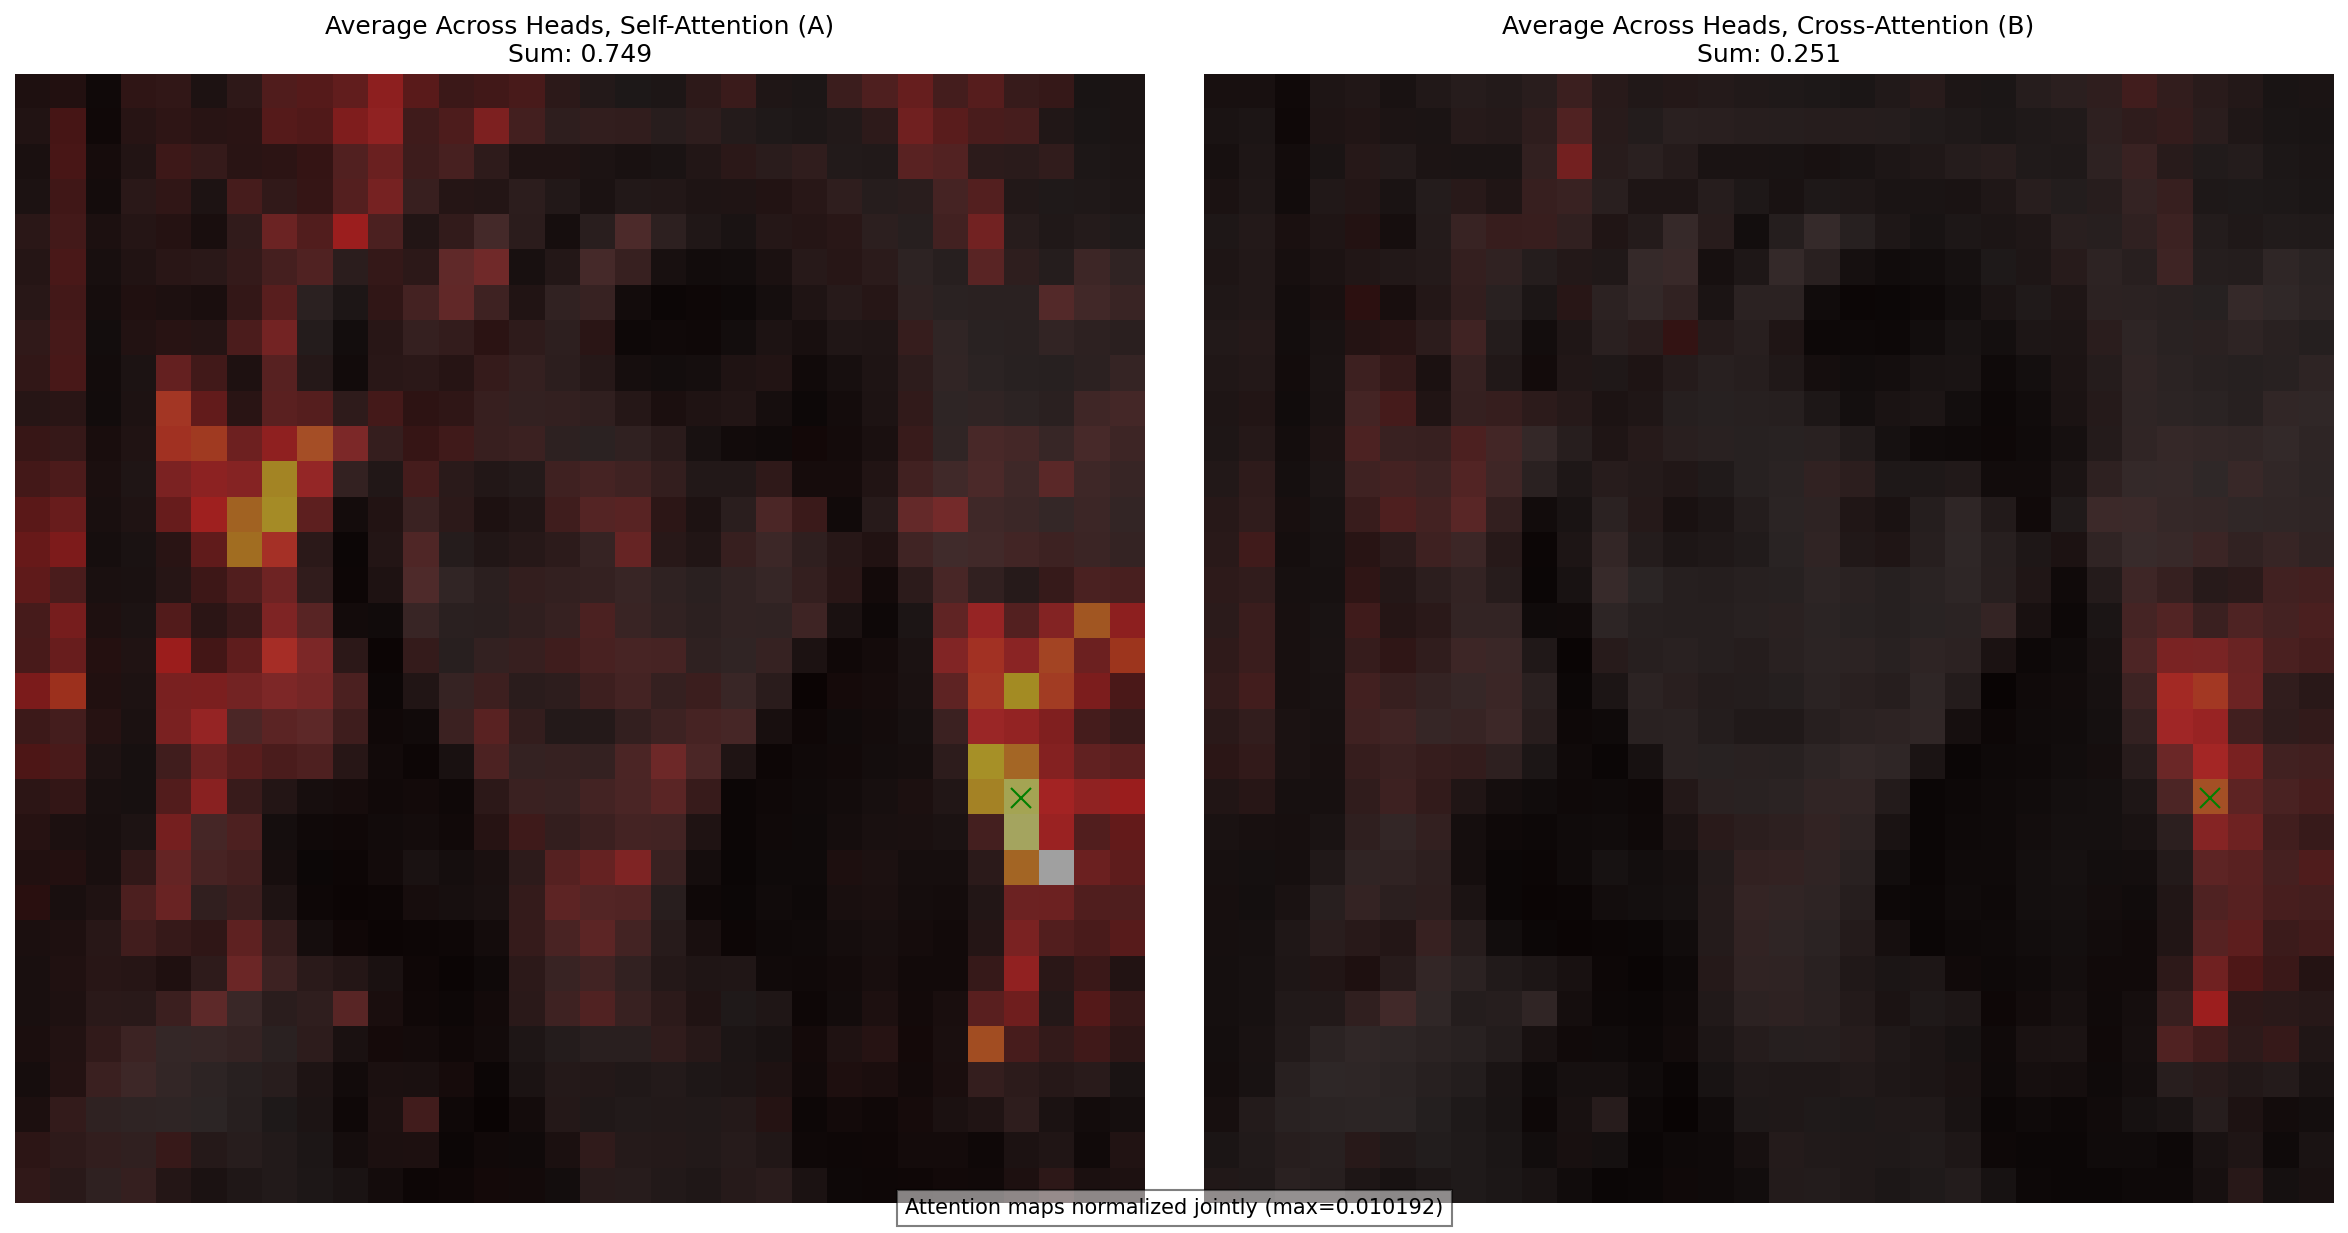 Average Across Heads, Self-Attention (A)
Sum: 0.749
Average Across Heads, Cross-Attention (B)
Sum: 0.251
Attention maps normalized jointly (max=0.010192)